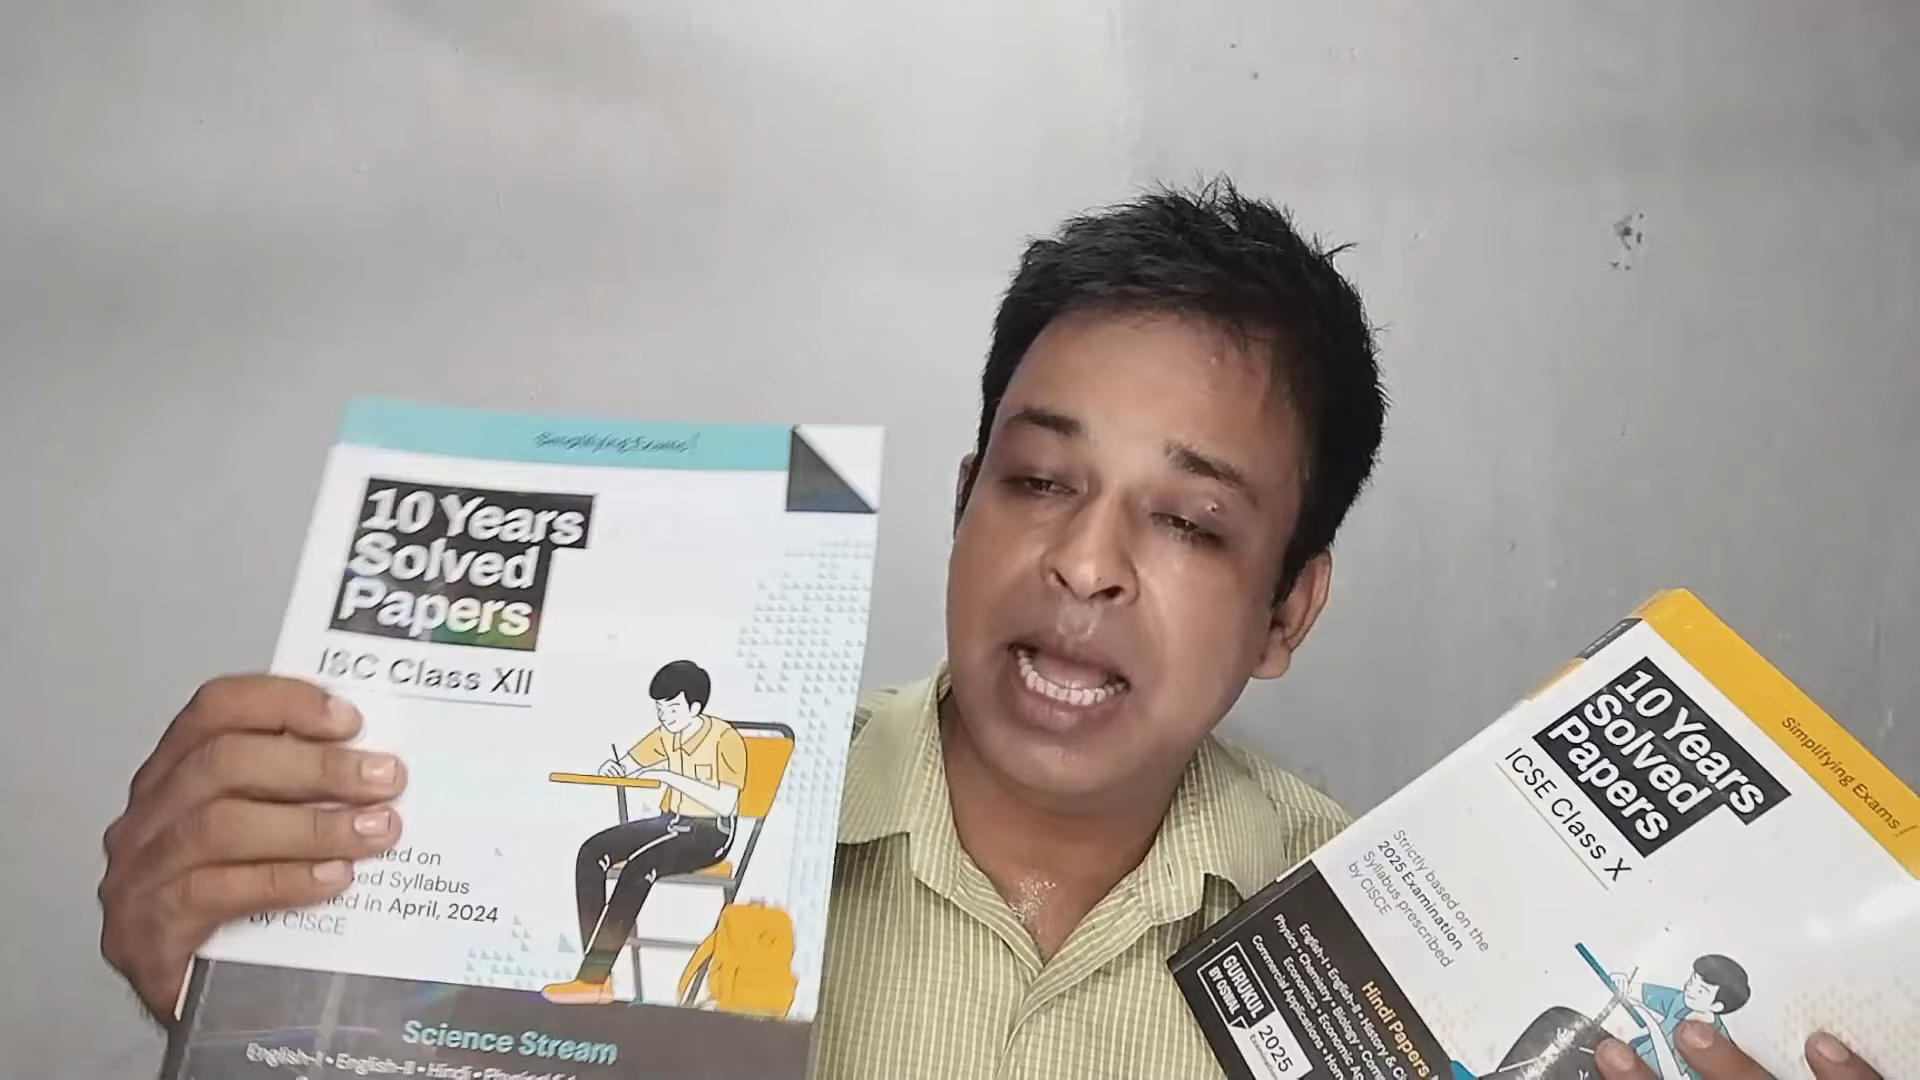 Simplifying Exams!
10 Years
Solved
Papers
ISC Class XII
ed on
ed Syllabus
ed in April, 2024
by CISCE
Science Stream
English-I • English-II • Hindi •
Simplifying Exams!
10 Years
Solved
Papers
ICSE Class X
Strictly based on the
2025 Examination
Syllabus prescribed
by CISCE
Hindi Papers
English-I • English-II • History &
Physics • Chemistry • Biology •
Economics • Economic
Commercial Applications •
GURUKUL
BY OSWAL
2025